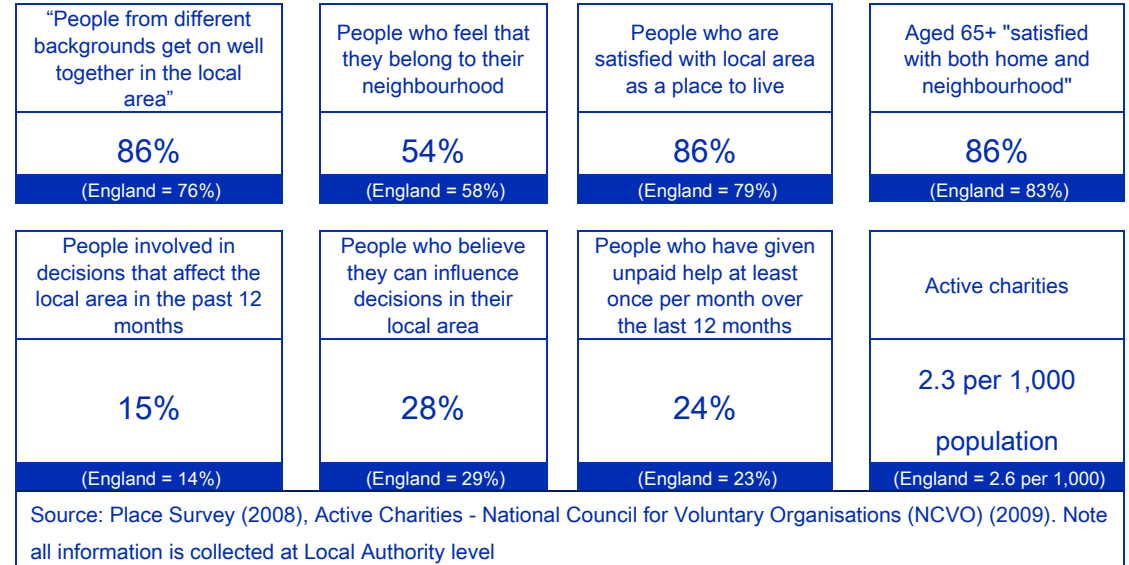 “People from different
backgrounds get on well
together in the local
area”
86%
(England = 76%)
People who feel that
they belong to their
neighbourhood
54%
(England = 58%)
People who are
satisfied with local area
as a place to live
86%
(England = 79%)
Aged 65+ "satisfied
with both home and
neighbourhood"
86%
(England = 83%)
People involved in
decisions that affect the
local area in the past 12
months
15%
(England = 14%)
People who believe
they can influence
decisions in their
local area
28%
(England = 29%)
People who have given
unpaid help at least
once per month over
the last 12 months
24%
(England = 23%)
Active charities
2.3 per 1,000
population
(England = 2.6 per 1,000)
Source: Place Survey (2008), Active Charities - National Council for Voluntary Organisations (NCVO) (2009). Note
all information is collected at Local Authority level